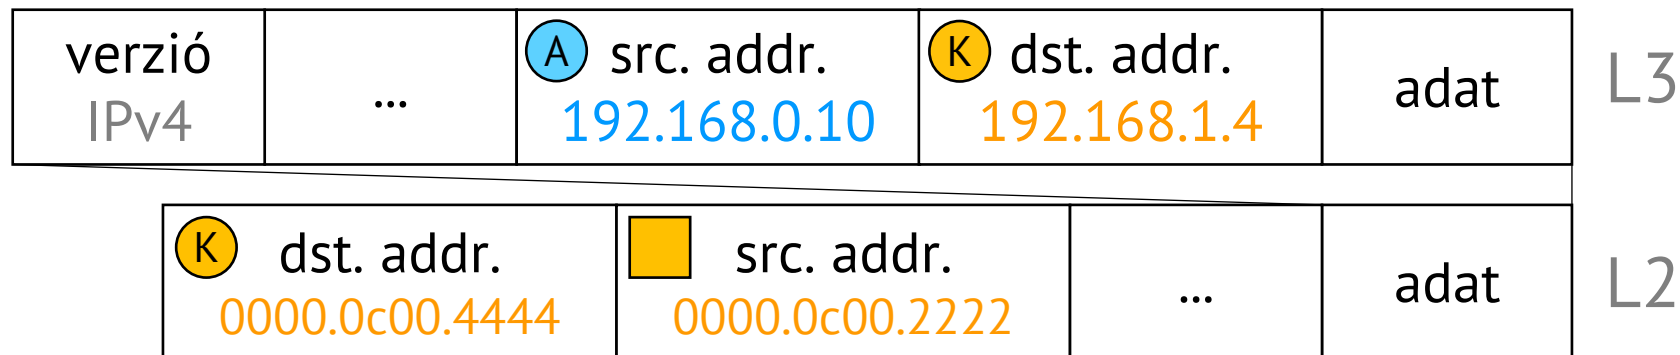 verzió
IPv4
...
A src. addr.
192.168.0.10
K dst. addr.
192.168.1.4
adat
L3
K dst. addr.
0000.0c00.4444
src. addr.
0000.0c00.2222
...
adat
L2